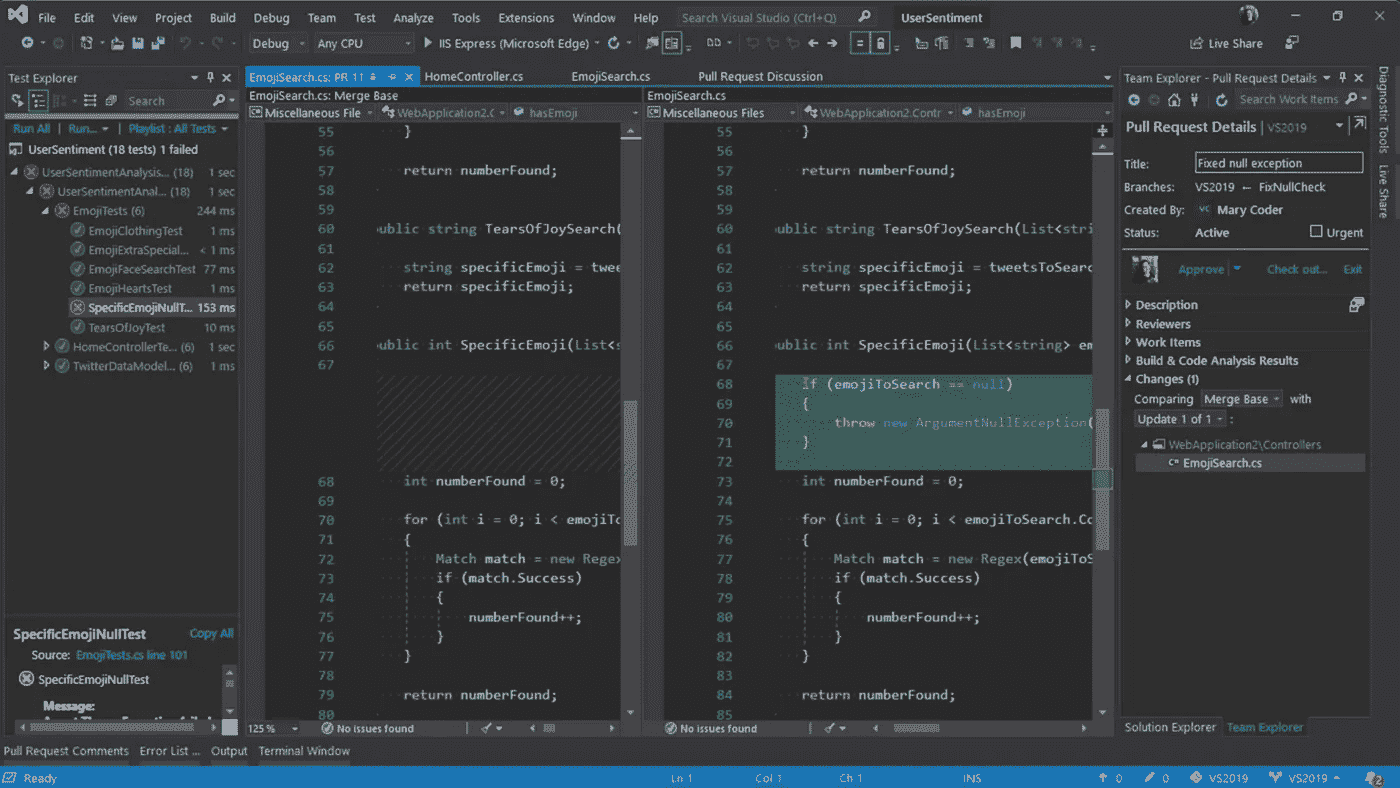 File Edit View Project Build Debug Team Test Analyze Tools Extensions Window Help Search Visual Studio (Ctrl+Q) UserSentiment
Debug Any CPU IIS Express (Microsoft Edge) Live Share
Test Explorer
Search
Run All | Run... Playlist : All Tests
UserSentiment (18 tests) 1 failed
UserSentimentAnalysis... (18) 1 sec
UserSentimentAnal... (18) 1 sec
EmojiTests (6) 244 ms
EmojiClothingTest 1 ms
EmojiExtraSpecial... < 1 ms
EmojiFaceSearchTest 77 ms
EmojiHeartsTest 1 ms
SpecificEmojiNullT... 153 ms
TearsOfJoyTest 10 ms
HomeControllerTe... (6) 1 sec
TwitterDataModel... (6) 1 ms
SpecificEmojiNullTest Copy All
Source: EmojiTests.cs line 101
SpecificEmojiNullTest
Message:
EmojiSearch.cs: PR 11 HomeController.cs EmojiSearch.cs Pull Request Discussion
EmojiSearch.cs: Merge Base
Miscellaneous File WebApplication2.C hasEmoji
55 }
56
57 return numberFound;
58
59
60 ublic string TearsOfJoySearch(
61
62 string specificEmoji = twee
63 return specificEmoji;
64
65
66 ublic int SpecificEmoji(List<s
67
68 int numberFound = 0;
69
70 for (int i = 0; i < emojiTo
71 {
72 Match match = new Regex
73 if (match.Success)
74 {
75 numberFound++;
76 }
77 }
78
79 return numberFound;
80
125 % No issues found
EmojiSearch.cs
Miscellaneous Files WebApplication2.Contr hasEmoji
55 }
56
57 return numberFound;
58
59
60 ublic string TearsOfJoySearch(List<stri
61
62 string specificEmoji = tweetsToSearc
63 return specificEmoji;
64
65
66 ublic int SpecificEmoji(List<string> em
67
68 if (emojiToSearch == null)
69 {
70 throw new ArgumentNullException(
71 }
72
73 int numberFound = 0;
74
75 for (int i = 0; i < emojiToSearch.Co
76 {
77 Match match = new Regex(emojiToS
78 if (match.Success)
79 {
80 numberFound++;
81 }
82 }
83
84 return numberFound;
85
No issues found
Team Explorer - Pull Request Details
Search Work Items
Pull Request Details | VS2019
Title: Fixed null exception
Branches: VS2019 ← FixNullCheck
Created By: VC Mary Coder
Status: Active Urgent
Approve Check out... Exit
Description
Reviewers
Work Items
Build & Code Analysis Results
Changes (1)
Comparing Merge Base with
Update 1 of 1 :
WebApplication2\Controllers
C# EmojiSearch.cs
Solution Explorer Team Explorer
Diagnostic Tools
Live Share
Pull Request Comments Error List ... Output Terminal Window
Ready Ln 1 Col 1 Ch 1 INS 0 0 VS2019 VS2019 2